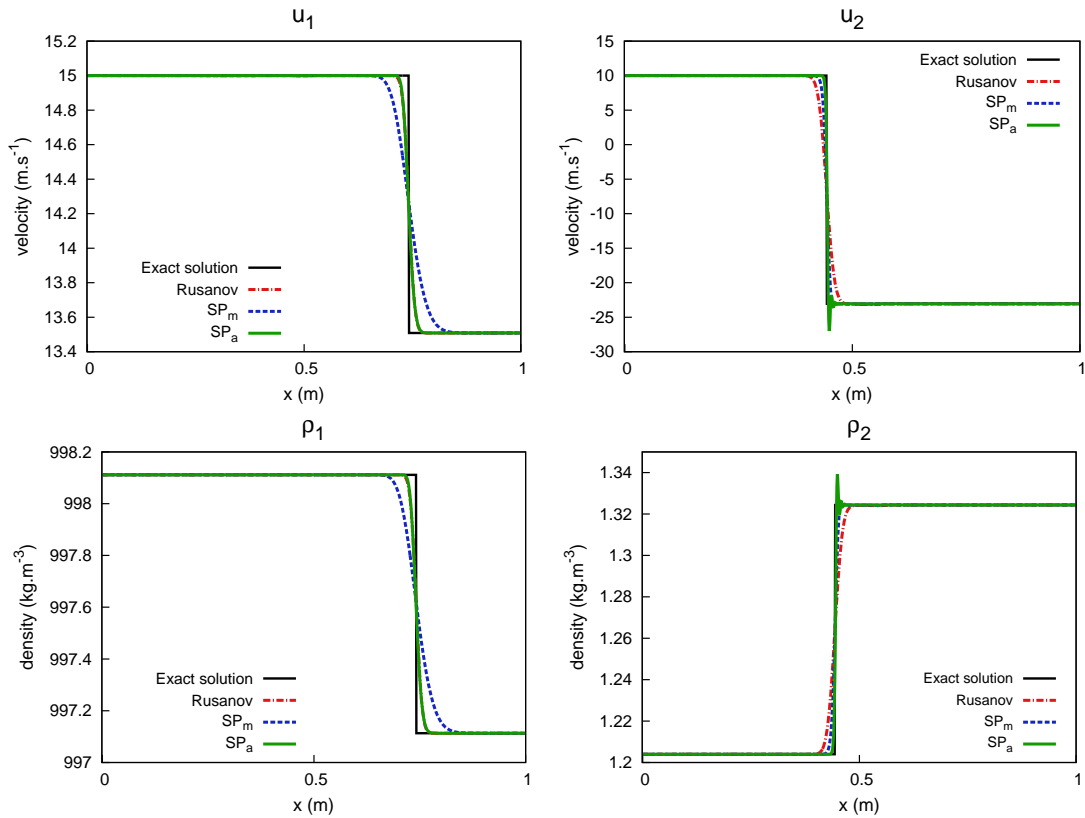 u1
15.2
15
14.8
14.6
14.4
14.2
14
13.8
13.6
13.4
velocity (m.s-1)
Exact solution
Rusanov
SPm
SPa
0
0.5
1
x (m)
u2
15
10
5
0
-5
-10
-15
-20
-25
-30
velocity (m.s-1)
Exact solution
Rusanov
SPm
SPa
0
0.5
1
x (m)
ρ1
998.2
998
997.8
997.6
997.4
997.2
997
density (kg.m-3)
Exact solution
Rusanov
SPm
SPa
0
0.5
1
x (m)
ρ2
1.34
1.32
1.3
1.28
1.26
1.24
1.22
1.2
density (kg.m-3)
Exact solution
Rusanov
SPm
SPa
0
0.5
1
x (m)